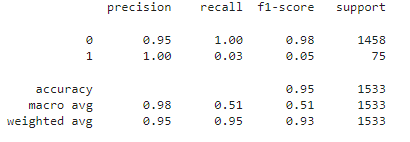 precision recall f1-score support
0 0.95 1.00 0.98 1458
1 1.00 0.03 0.05 75
accuracy 0.95 1533
macro avg 0.98 0.51 0.51 1533
weighted avg 0.95 0.95 0.93 1533